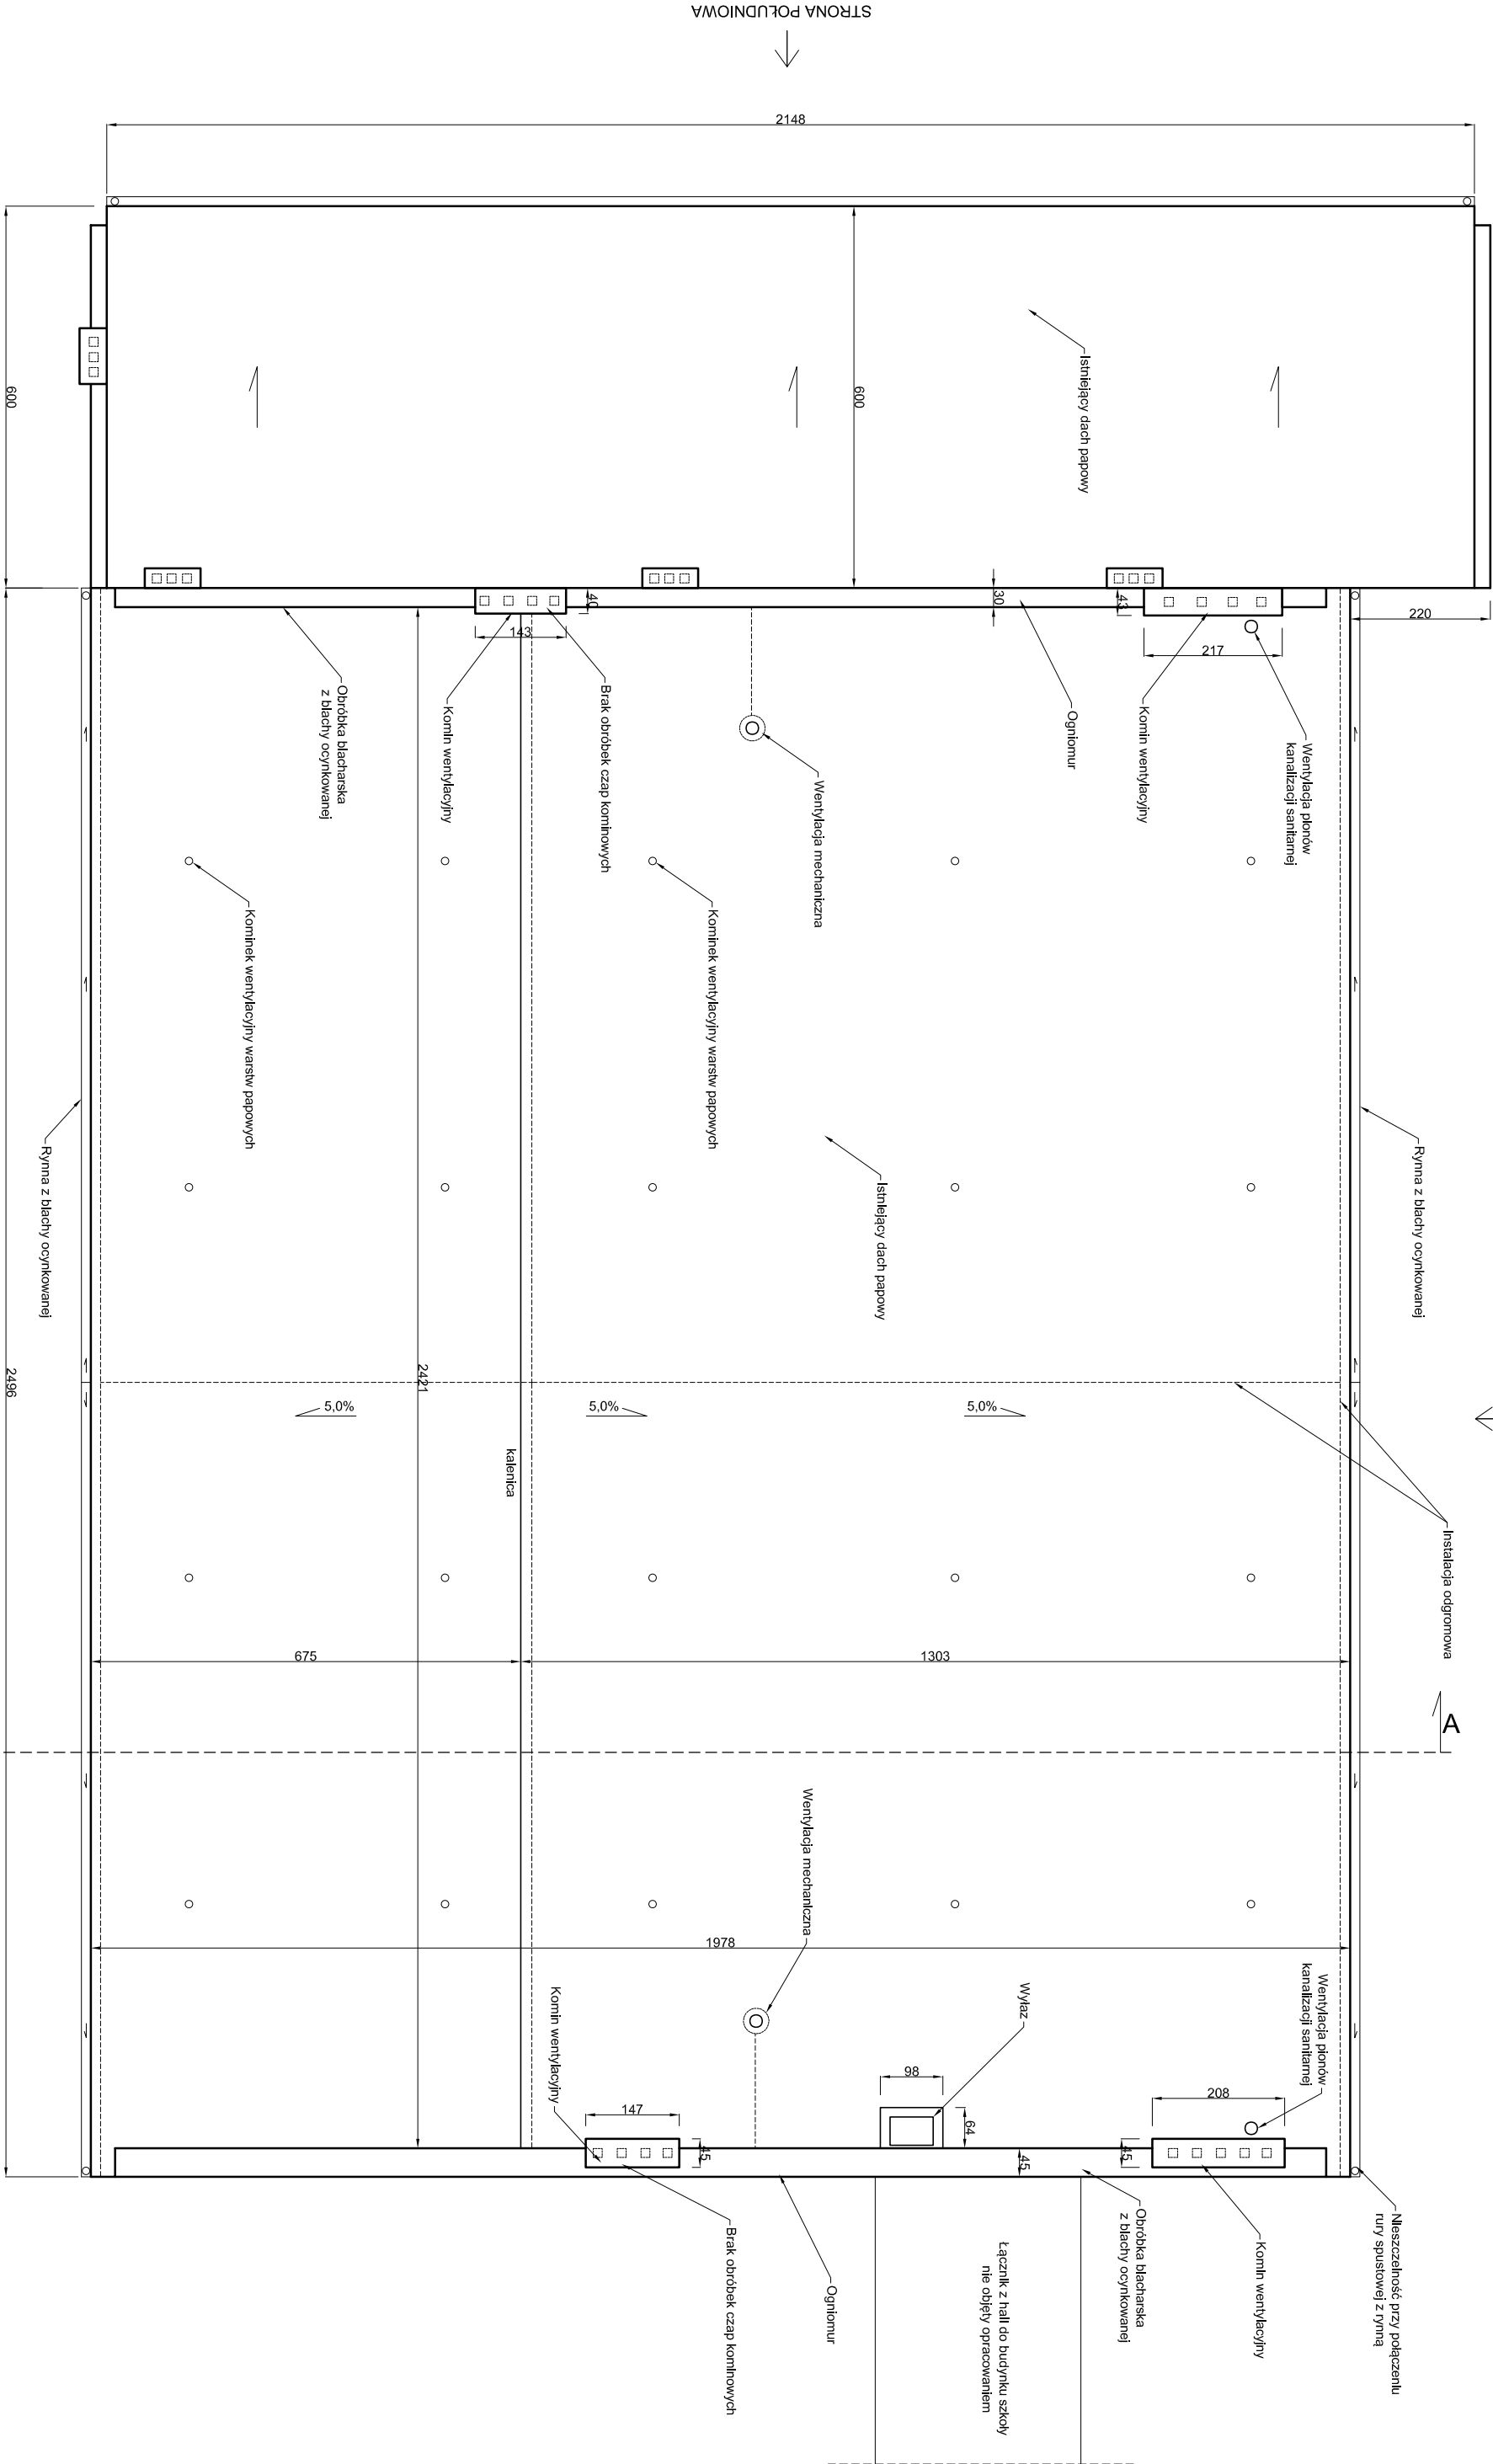 STRONA POŁUDNIOWA
2148
600
600
Istniejący dach papowy
220
40
30
43
143
217
Obróbka blacharska
z blachy ocynkowanej
Komin wentylacyjny
Brak obróbek czap kominowych
Wentylacja mechaniczna
Ogniomur
Komin wentylacyjny
Wentylacja pionów
kanalizacji sanitarnej
Kominek wentylacyjny warstw papowych
Kominek wentylacyjny warstw papowych
Rynna z blachy ocynkowanej
Istniejący dach papowy
Rynna z blachy ocynkowanej
2496
2421
5,0%
5,0%
5,0%
kalenica
Instalacja odgromowa
675
1303
A
Wentylacja mechaniczna
1978
Komin wentylacyjny
Wyłaz
Wentylacja pionów
kanalizacji sanitarnej
98
64
208
147
45
45
45
Brak obróbek czap kominowych
Ogniomur
Łącznik z hali do budynku szkoły
nie objęty opracowaniem
Obróbka blacharska
z blachy ocynkowanej
Komin wentylacyjny
Nieszczelność przy połączeniu
rury spustowej z rynną